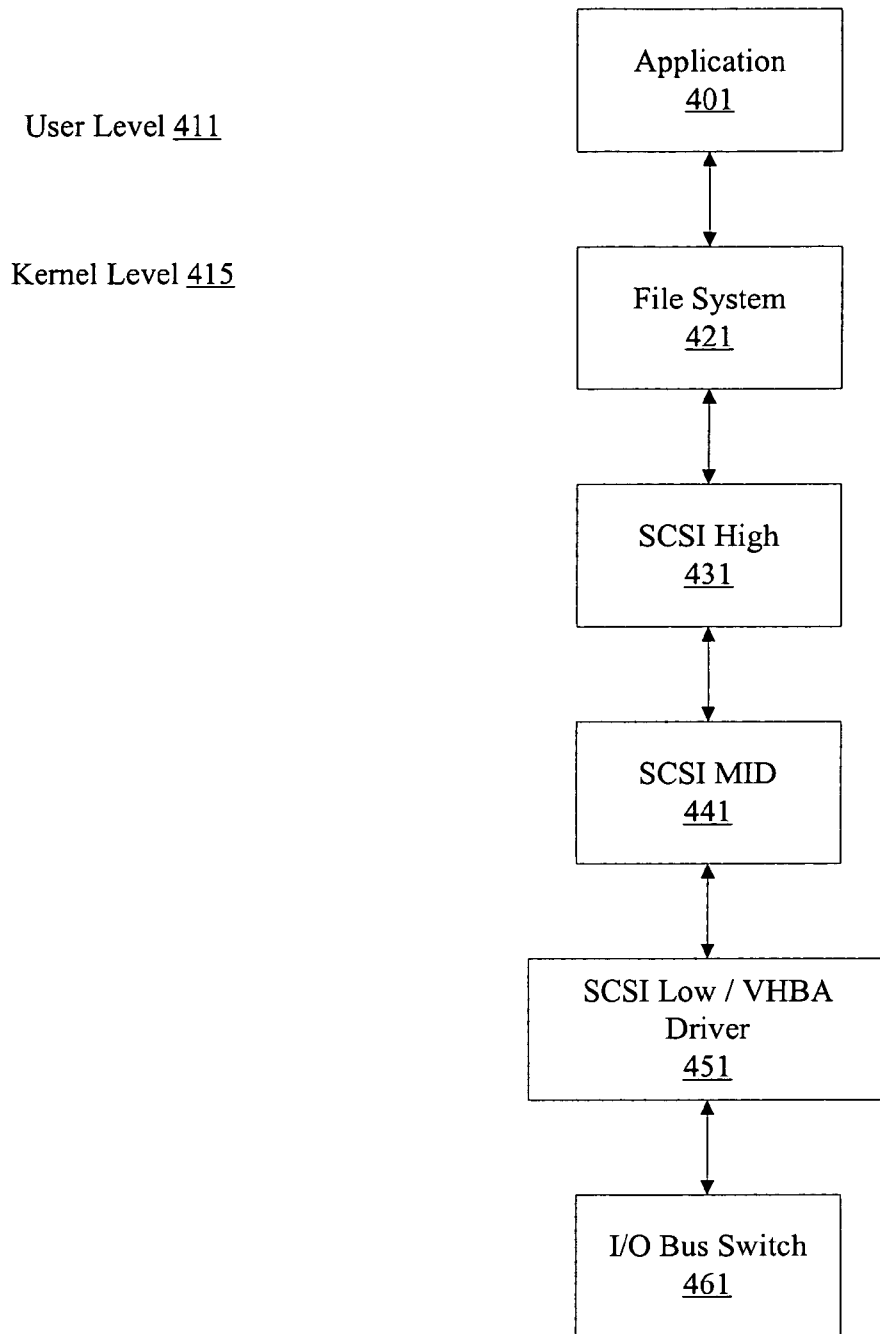 Application
401
User Level 411
Kernel Level 415
File System
421
SCSI High
431
SCSI MID
441
SCSI Low / VHBA
Driver
451
I/O Bus Switch
461